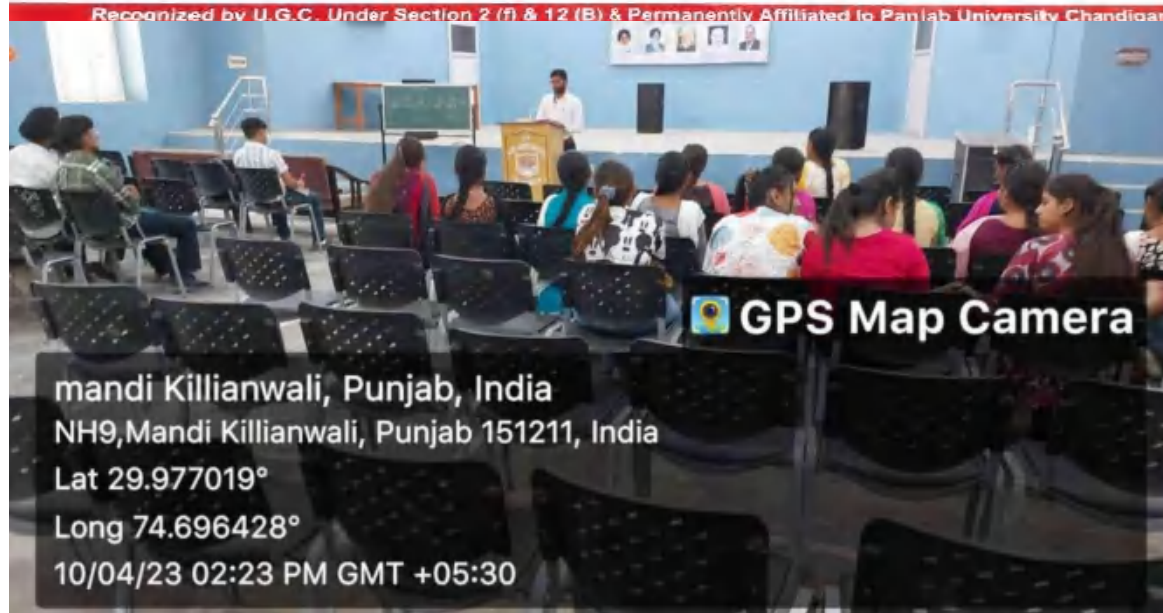 Recognized by U.G.C. Under Section 2 (f) & 12 (B) & Permanently Affiliated to Panjab University Chandigar
GPS Map Camera
mandi Killianwali, Punjab, India
NH9,Mandi Killianwali, Punjab 151211, India
Lat 29.977019°
Long 74.696428°
10/04/23 02:23 PM GMT +05:30